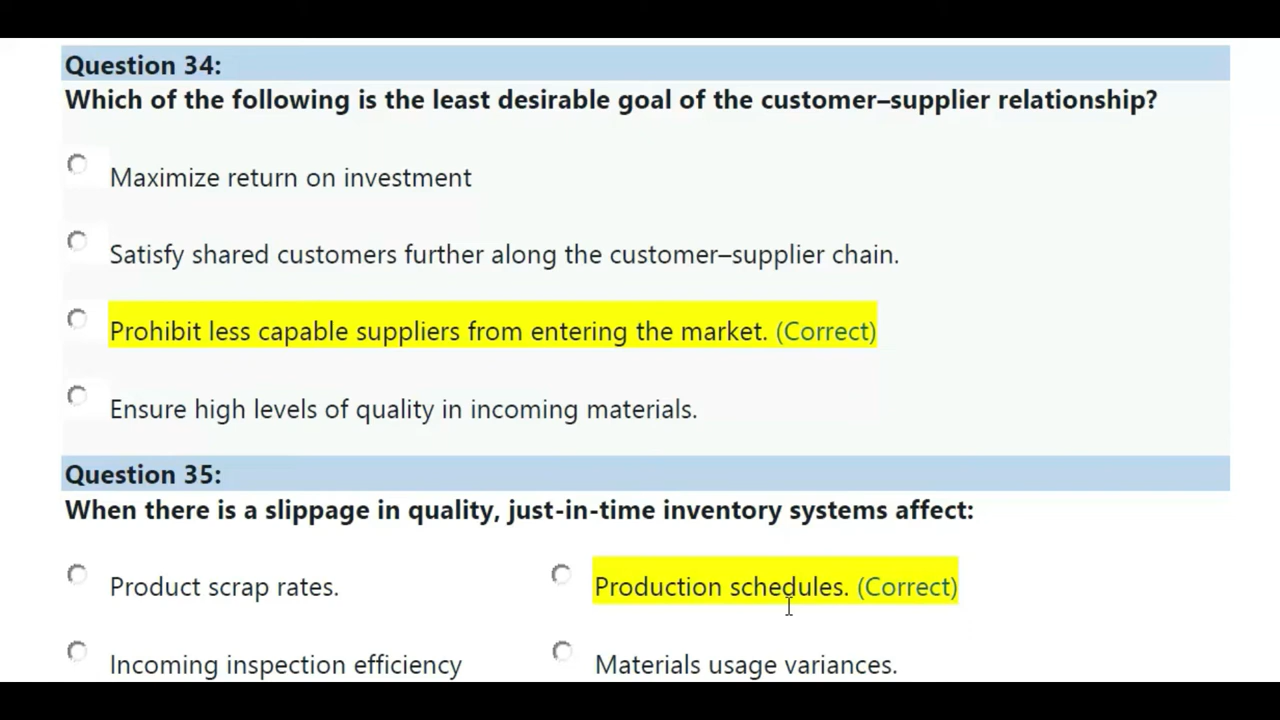 Question 34:
Which of the following is the least desirable goal of the customer–supplier relationship?
Maximize return on investment
Satisfy shared customers further along the customer–supplier chain.
Prohibit less capable suppliers from entering the market. (Correct)
Ensure high levels of quality in incoming materials.
Question 35:
When there is a slippage in quality, just-in-time inventory systems affect:
Product scrap rates. Production schedules. (Correct)
Incoming inspection efficiency Materials usage variances.